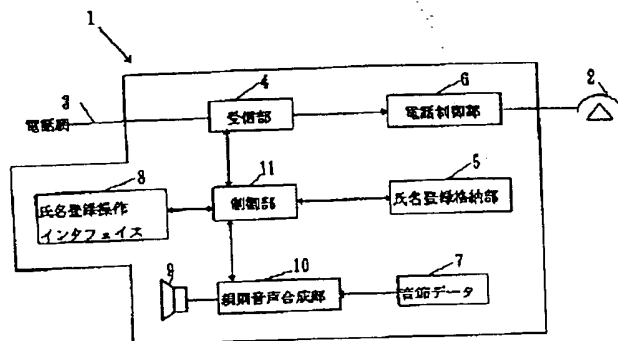 1
2
3
電話網
4
受信部
6
電話制御部
8
氏名登録操作
インタフェイス
11
制御部
5
氏名登録格納部
9
10
規則音声合成部
7
音節データ